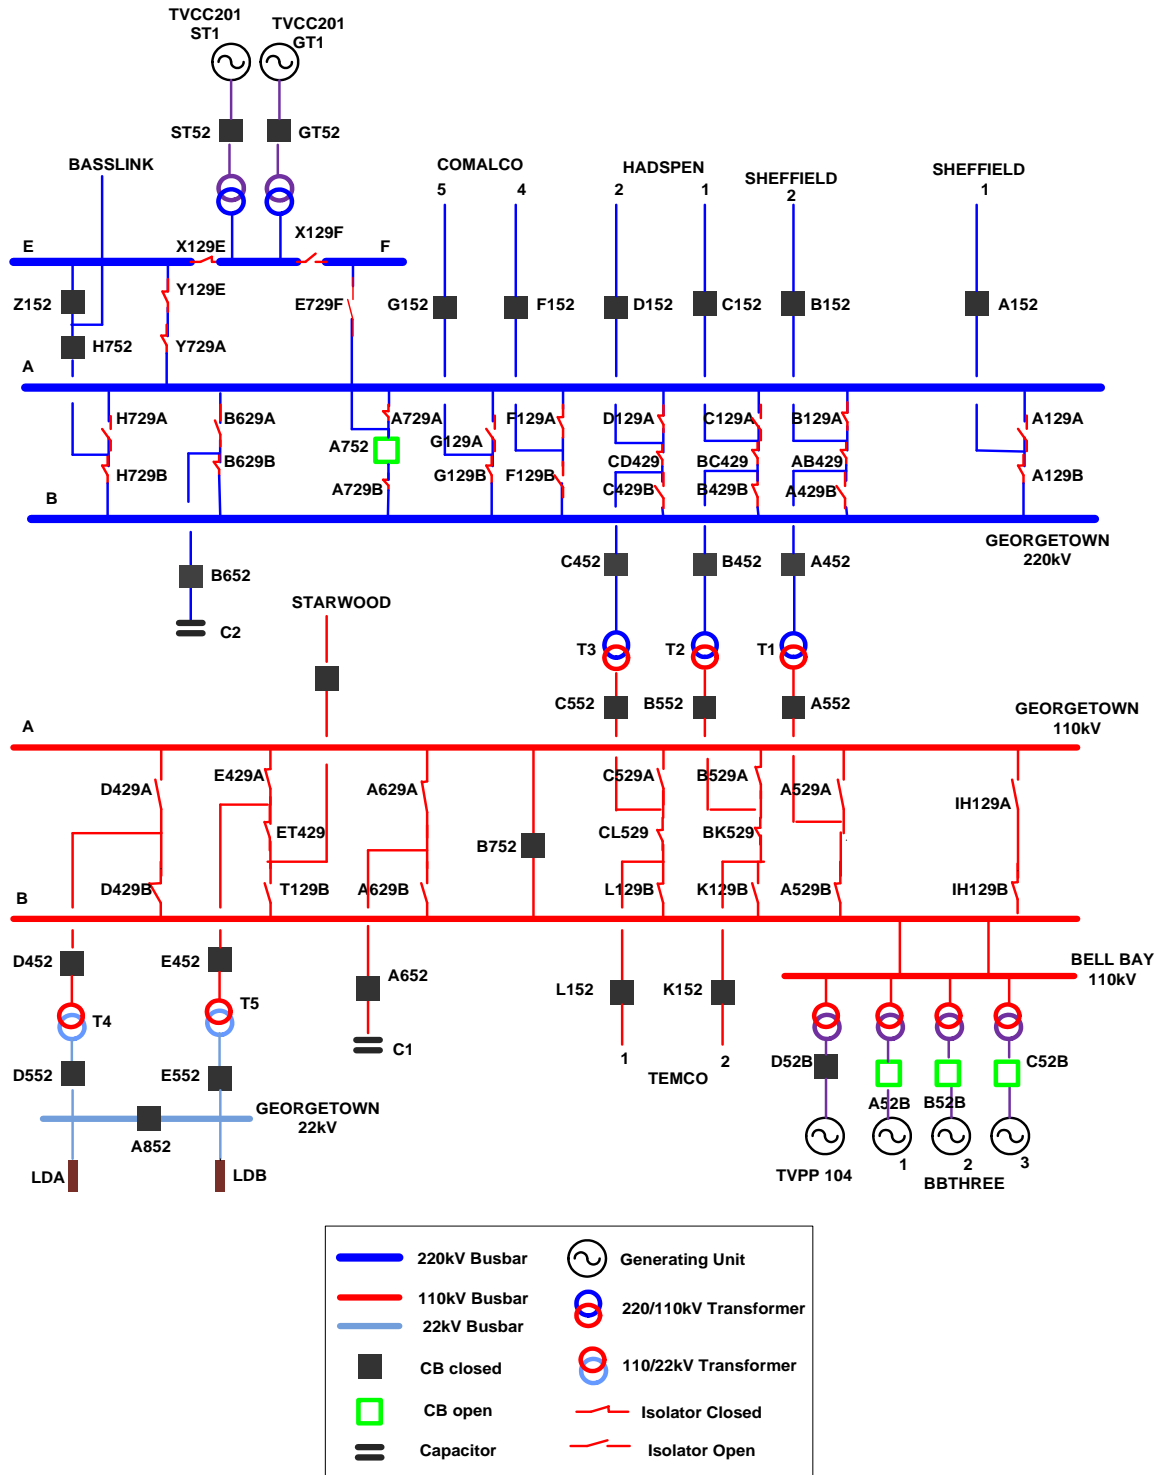 TVCC201
ST1
TVCC201
GT1
ST52
GT52
BASSLINK
COMALCO
5
4
HADSPEN
2
1
SHEFFIELD
2
SHEFFIELD
1
E
X129E
X129F
F
Z152
Y129E
E729F
G152
F152
D152
C152
B152
A152
H752
Y729A
A
H729A
B629A
A729A
G129A
F129A
D129A
C129A
B129A
A129A
A752
H729B
B629B
A729B
G129B
F129B
CD429
C429B
BC429
B429B
AB429
A429B
A129B
B
GEORGETOWN
220kV
B652
C452
B452
A452
C2
STARWOOD
T3
T2
T1
C552
B552
A552
A
GEORGETOWN
110kV
D429A
E429A
A629A
C529A
B529A
A529A
IH129A
ET429
B752
CL529
BK529
D429B
T129B
A629B
L129B
K129B
A529B
IH129B
B
D452
E452
A652
L152
K152
BELL BAY
110kV
T4
T5
C1
1
2
TEMCO
D52B
A52B
B52B
C52B
D552
E552
GEORGETOWN
22kV
A852
LDA
LDB
TVPP 104
1
2
3
BBTHREE
220kV Busbar
Generating Unit
110kV Busbar
220/110kV Transformer
22kV Busbar
CB closed
110/22kV Transformer
CB open
Isolator Closed
Capacitor
Isolator Open